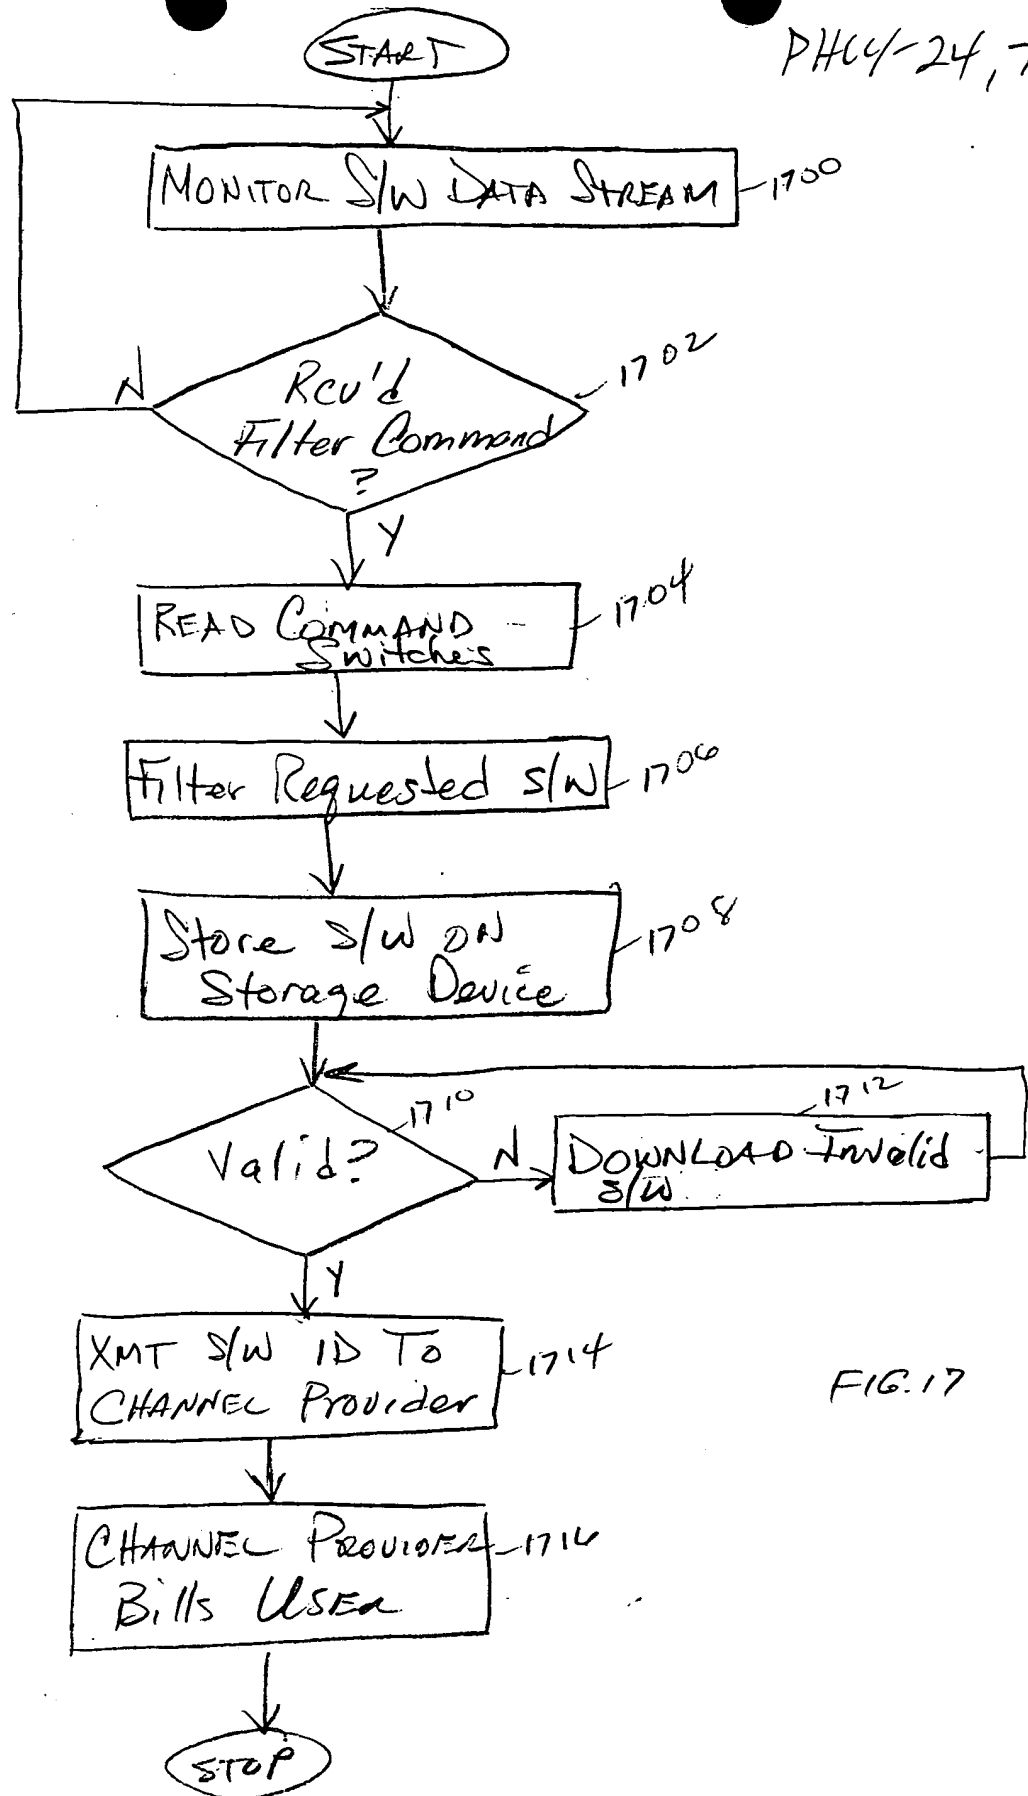 START
PHCY-24,7
MONITOR S/W DATA STREAM
1700
N
Rcv'd
Filter Command
?
1702
Y
READ COMMAND
Switches
1704
Filter Requested S/W
1706
Store S/W ON
Storage Device
1708
Valid?
1710
N
1712
DOWNLOAD Invalid
S/W
Y
XMT S/W ID To
CHANNEL Provider
1714
FIG. 17
CHANNEL PROVIDER
Bills User
1716
STOP